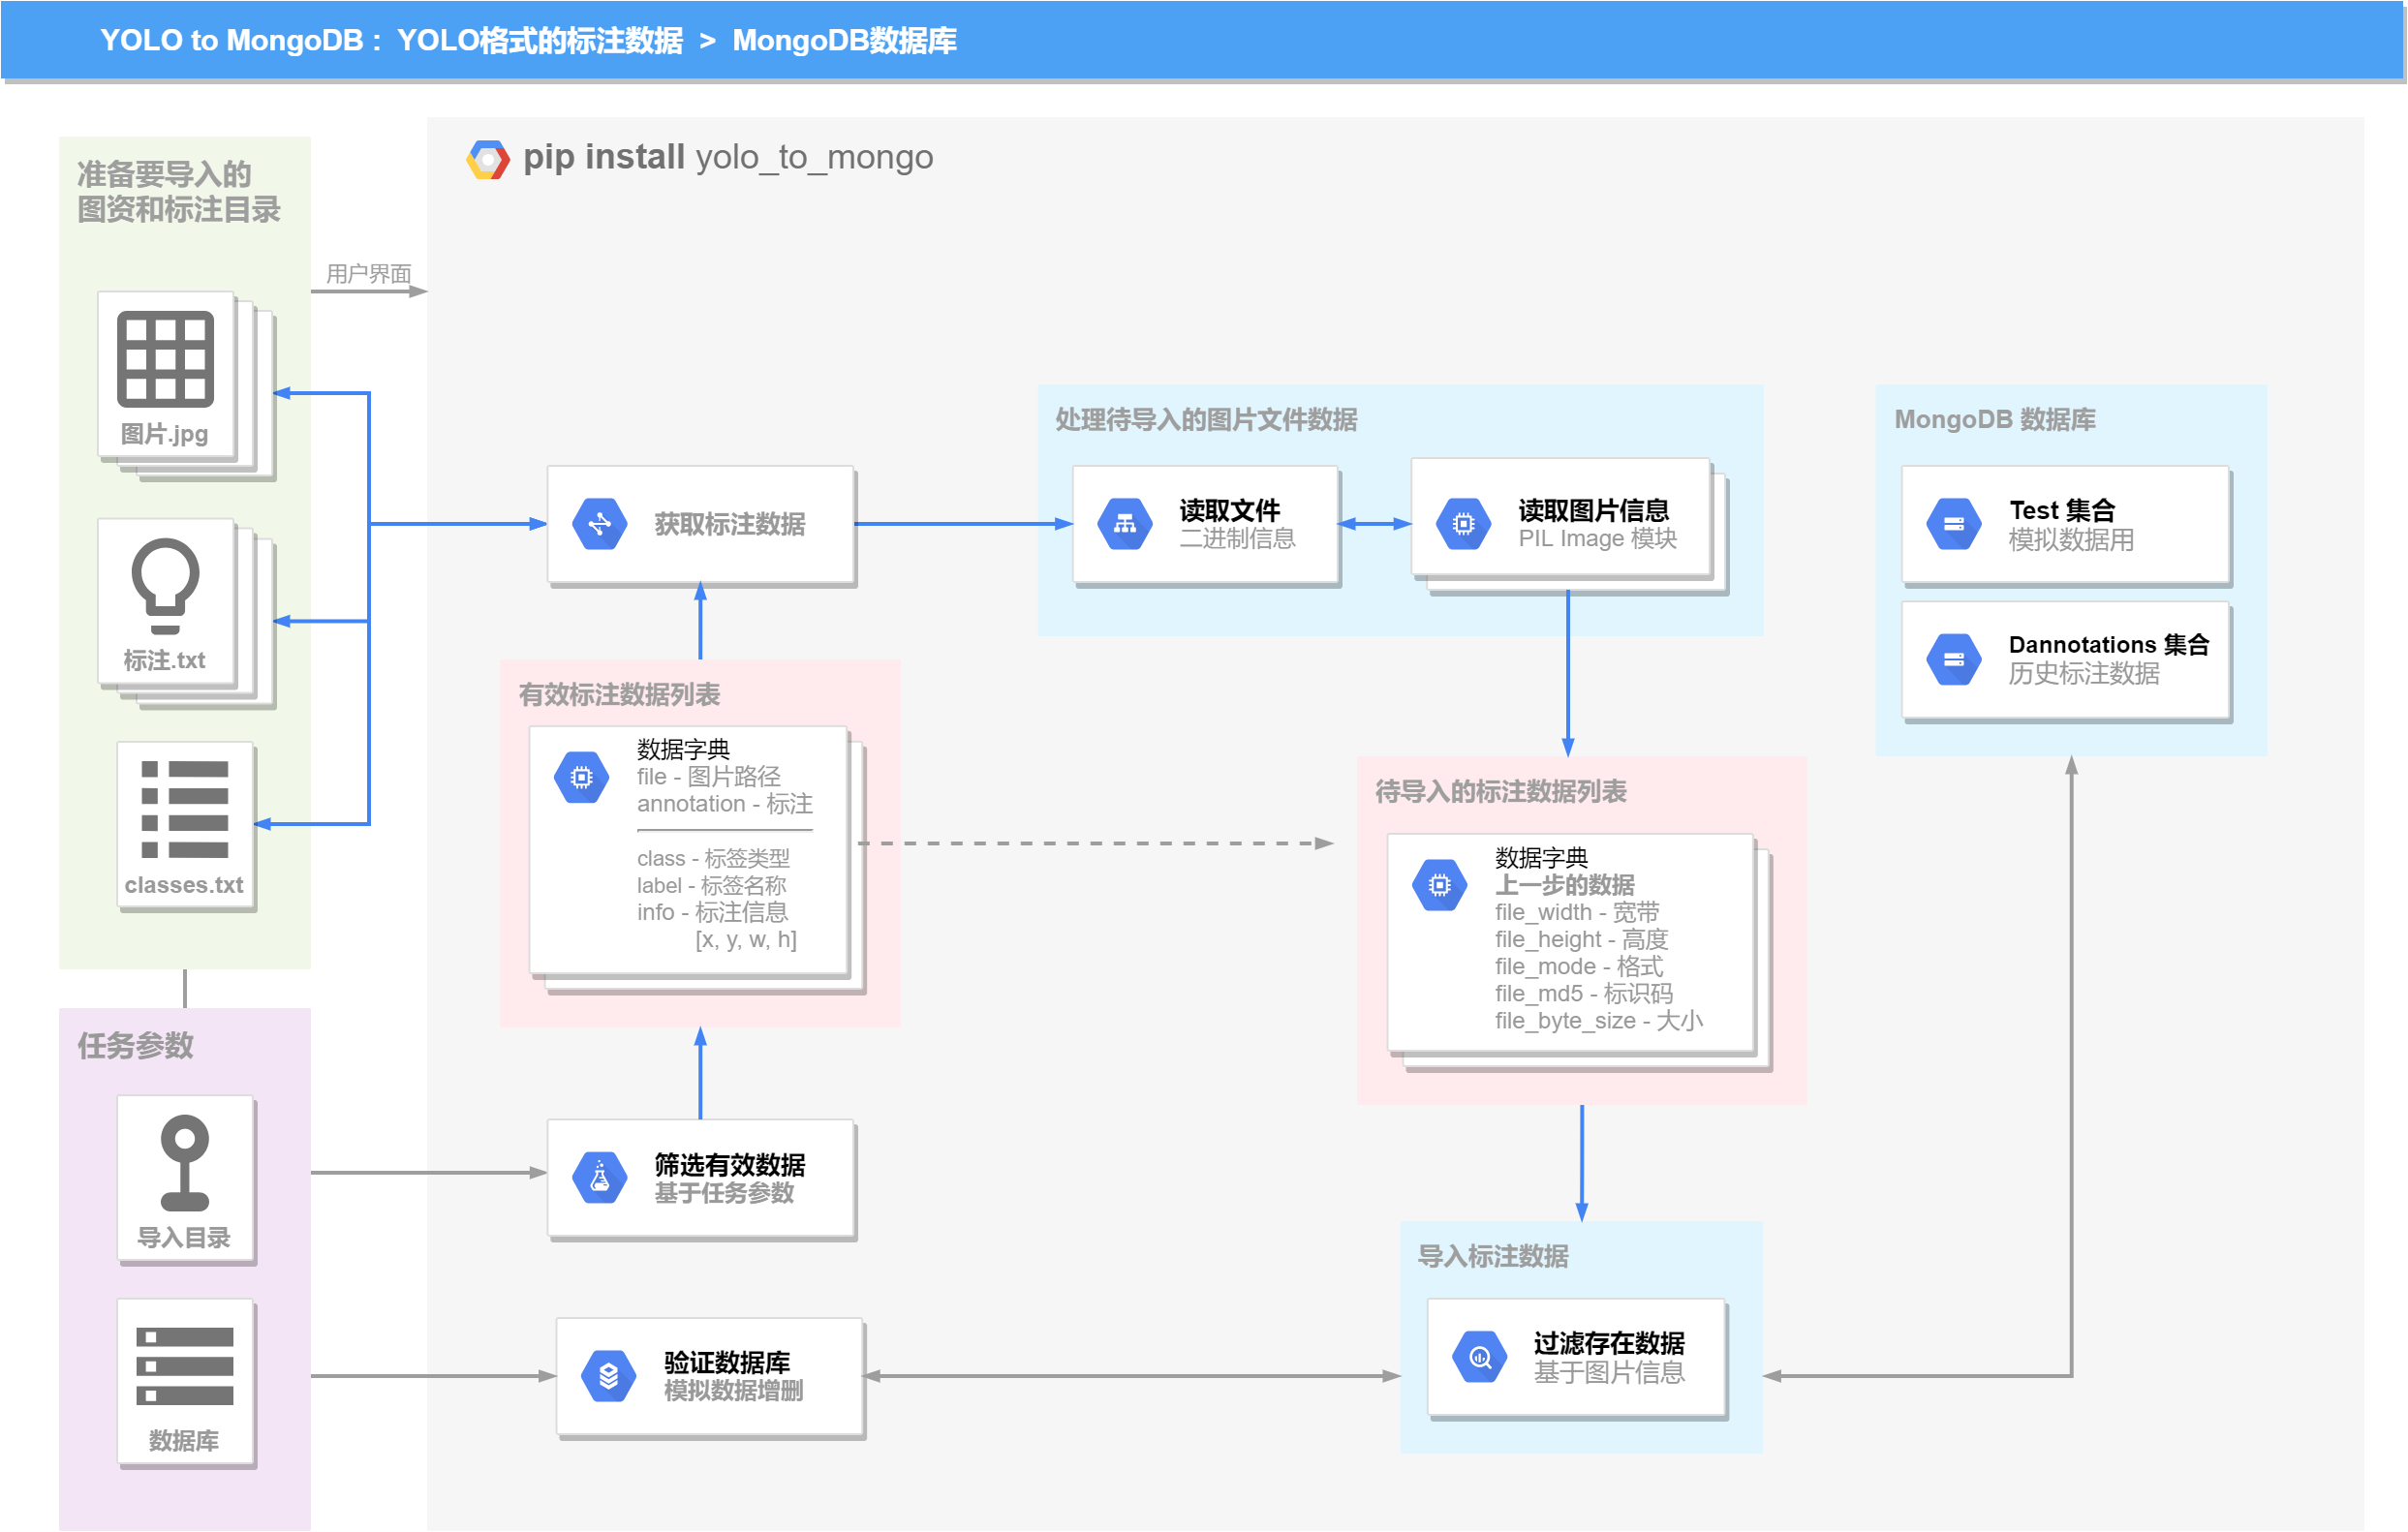 YOLO to MongoDB : YOLO格式的标注数据 > MongoDB数据库
准备要导入的
图资和标注目录
图片.jpg
标注.txt
classes.txt
用户界面
任务参数
导入目录
数据库
pip install yolo_to_mongo
获取标注数据
有效标注数据列表
数据字典
file - 图片路径
annotation - 标注
class - 标签类型
label - 标签名称
info - 标注信息
[x, y, w, h]
筛选有效数据
基于任务参数
验证数据库
模拟数据增删
处理待导入的图片文件数据
读取文件
二进制信息
读取图片信息
PIL Image 模块
待导入的标注数据列表
数据字典
上一步的数据
file_width - 宽带
file_height - 高度
file_mode - 格式
file_md5 - 标识码
file_byte_size - 大小
导入标注数据
过滤存在数据
基于图片信息
MongoDB 数据库
Test 集合
模拟数据用
Dannotations 集合
历史标注数据